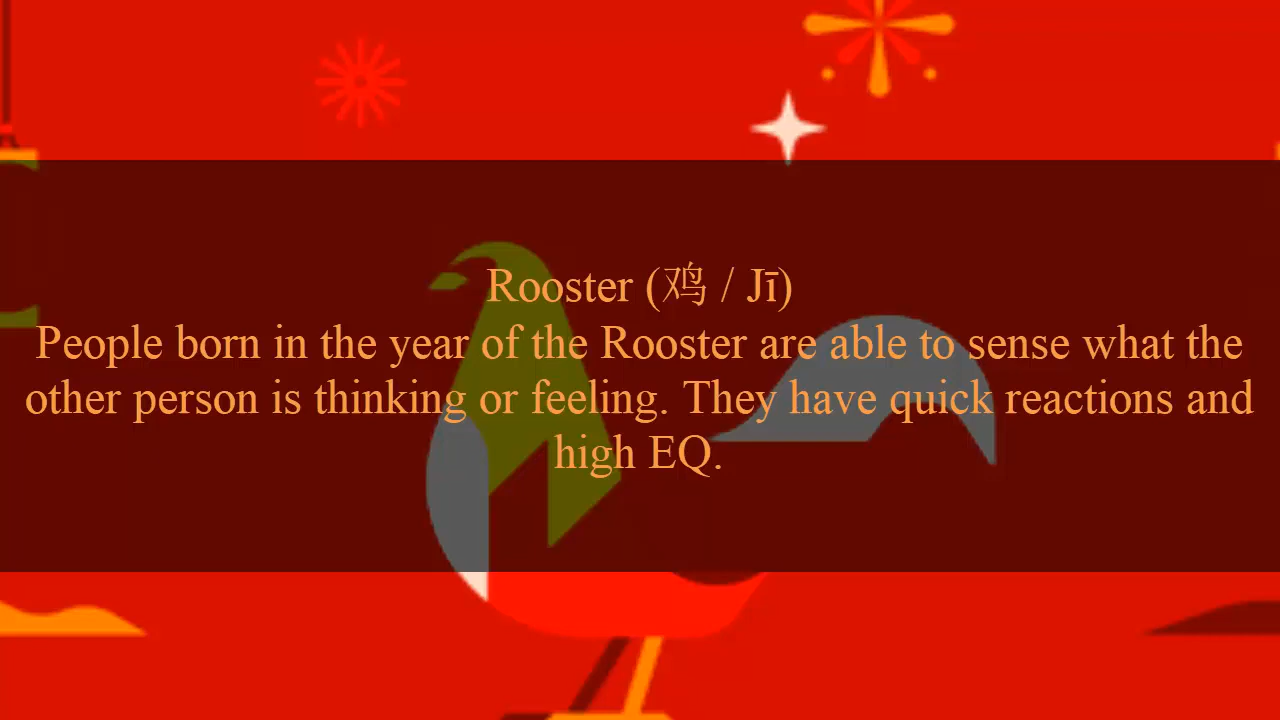 Rooster (鸡 / Jī)
People born in the year of the Rooster are able to sense what the
other person is thinking or feeling. They have quick reactions and
high EQ.